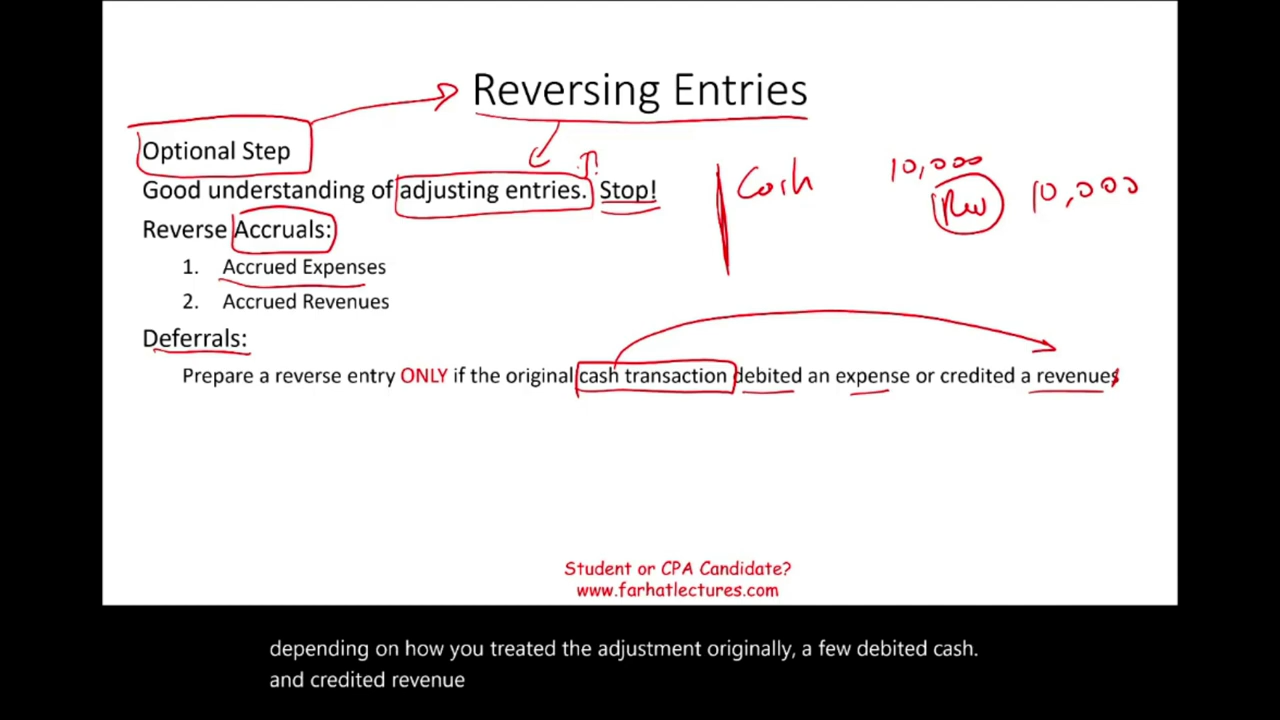 Reversing Entries
Optional Step
Good understanding of adjusting entries. Stop!
Cash 10,000
Rev 10,000
Reverse Accruals:
1. Accrued Expenses
2. Accrued Revenues
Deferrals:
Prepare a reverse entry ONLY if the original cash transaction debited an expense or credited a revenues
Student or CPA Candidate?
www.farhatlectures.com
depending on how you treated the adjustment originally, a few debited cash.
and credited revenue